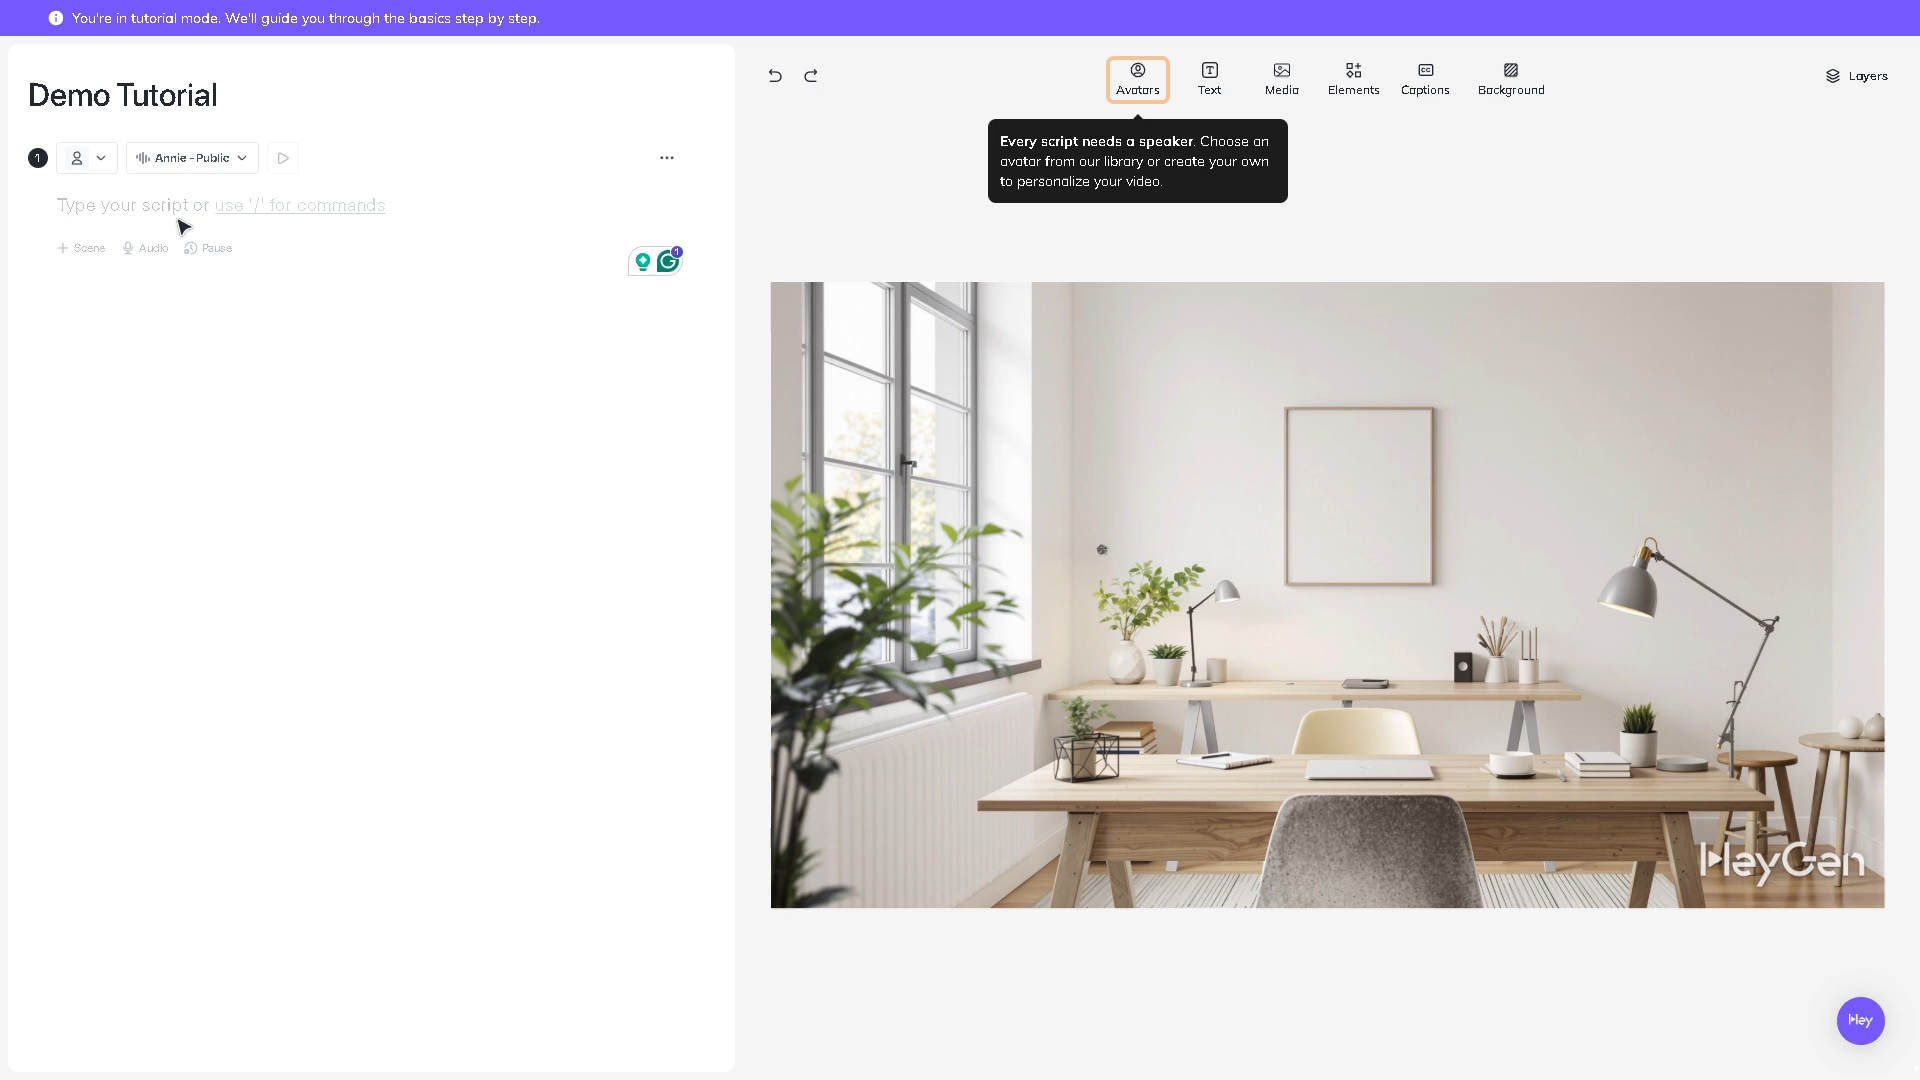 You're in tutorial mode. We'll guide you through the basics step by step.
Demo Tutorial
1
Annie - Public
Type your script or use '/' for commands
Scene
Audio
Pause
1
Avatars
Text
Media
Elements
CC
Captions
Background
Layers
Every script needs a speaker. Choose an
avatar from our library or create your own
to personalize your video.
HeyGen
Hey